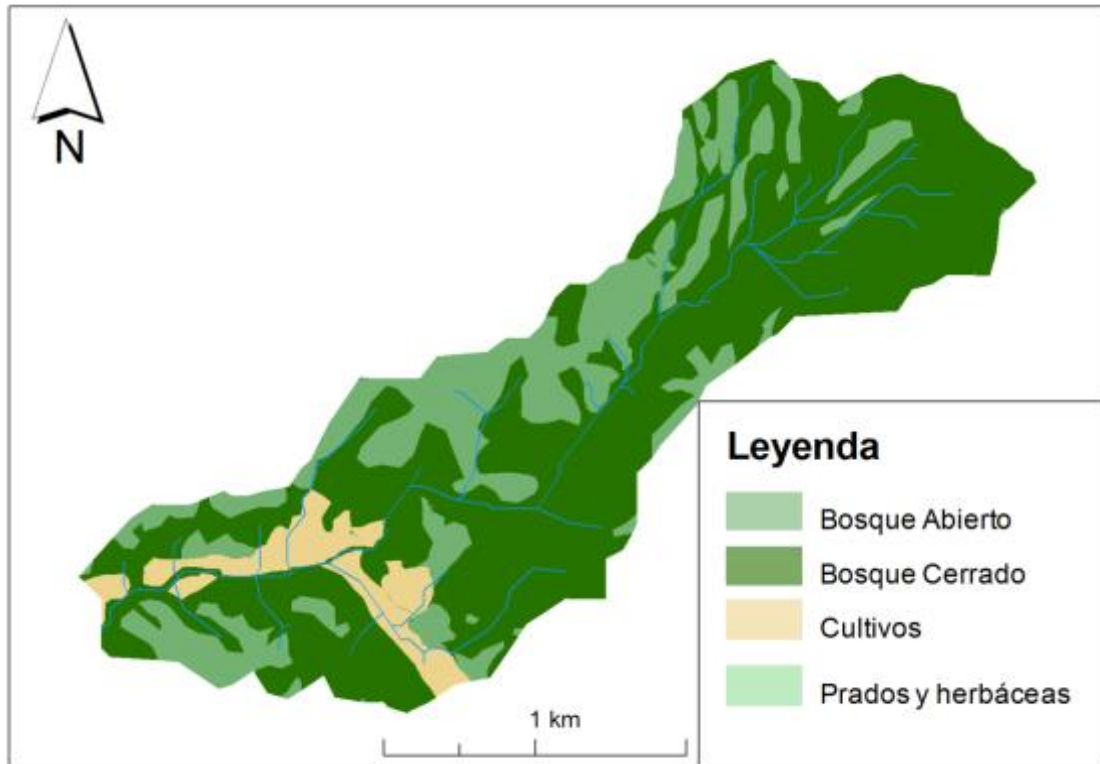 N
Leyenda
Bosque Abierto
Bosque Cerrado
Cultivos
Prados y herbáceas
1 km